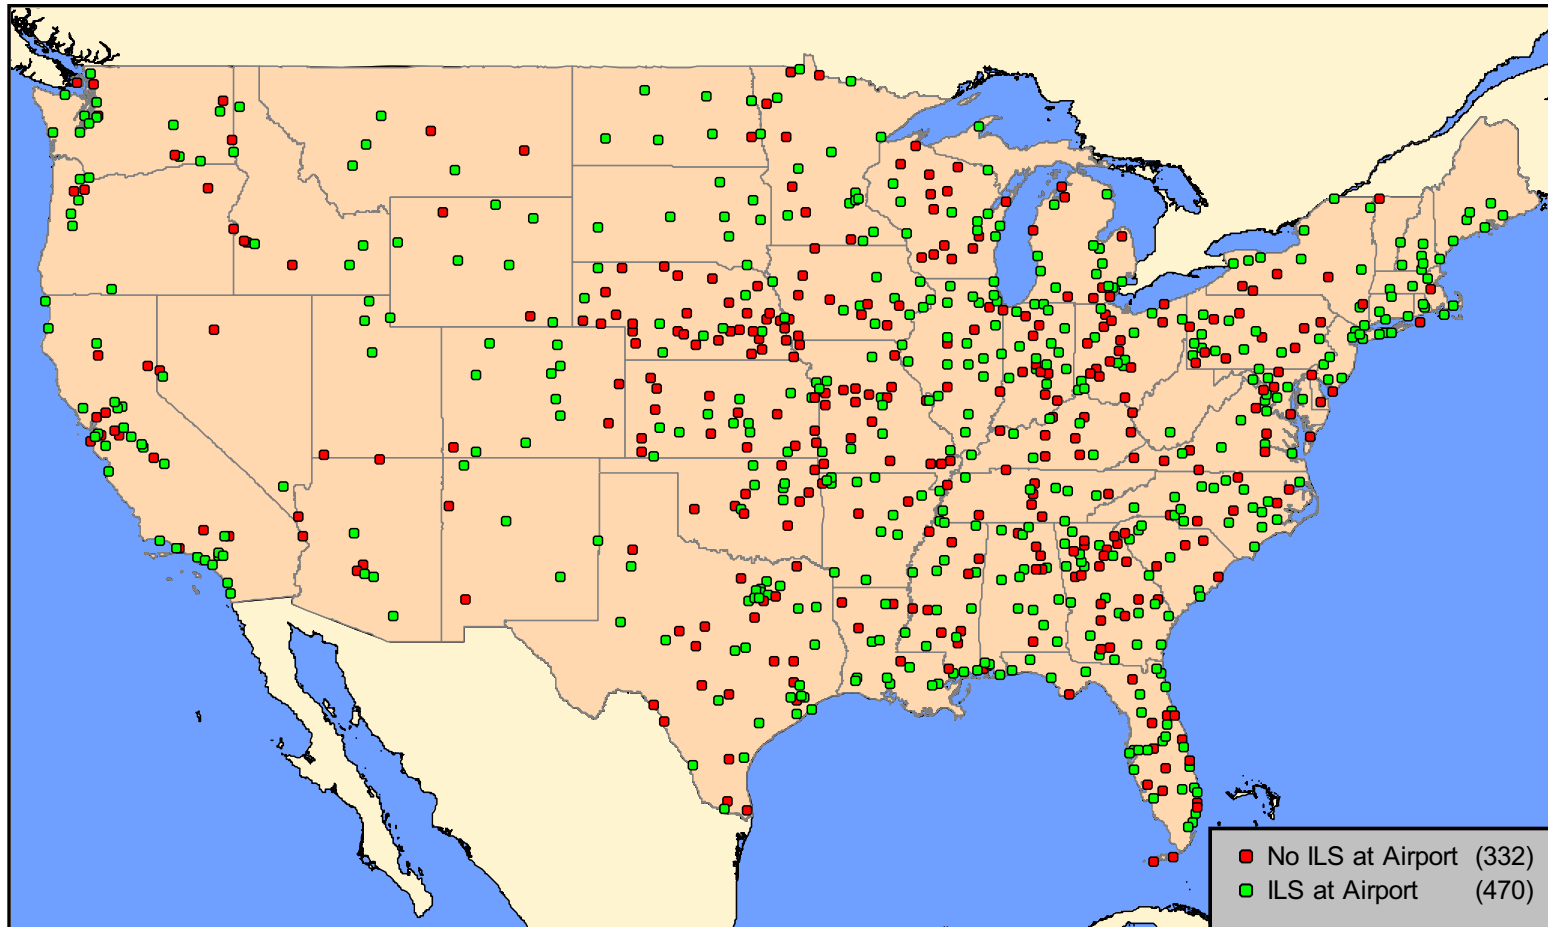 No ILS at Airport (332)
ILS at Airport (470)